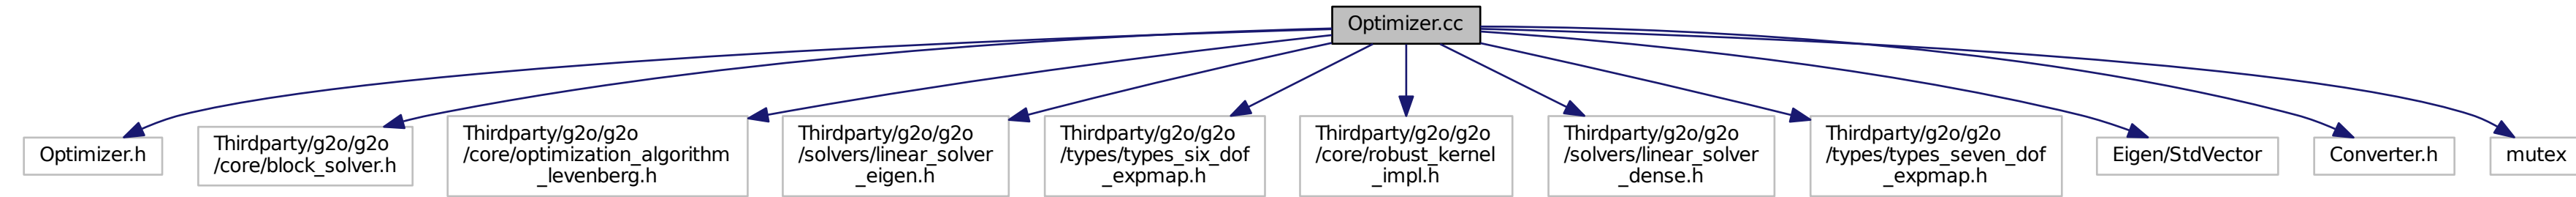 Optimizer.cc
Optimizer.h
Thirdparty/g2o/g2o
/core/block_solver.h
Thirdparty/g2o/g2o
/core/optimization_algorithm
_levenberg.h
Thirdparty/g2o/g2o
/solvers/linear_solver
_eigen.h
Thirdparty/g2o/g2o
/types/types_six_dof
_expmap.h
Thirdparty/g2o/g2o
/core/robust_kernel
_impl.h
Thirdparty/g2o/g2o
/solvers/linear_solver
_dense.h
Thirdparty/g2o/g2o
/types/types_seven_dof
_expmap.h
Eigen/StdVector
Converter.h
mutex